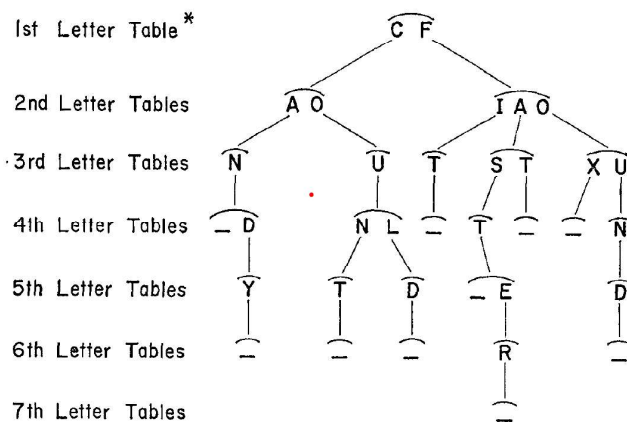 1st Letter Table* C F
2nd Letter Tables A O I A O
3rd Letter Tables N U T S T X U
4th Letter Tables _ D N L _ T _ _ N
5th Letter Tables Y T D _ E D
6th Letter Tables _ _ _ R _
7th Letter Tables _